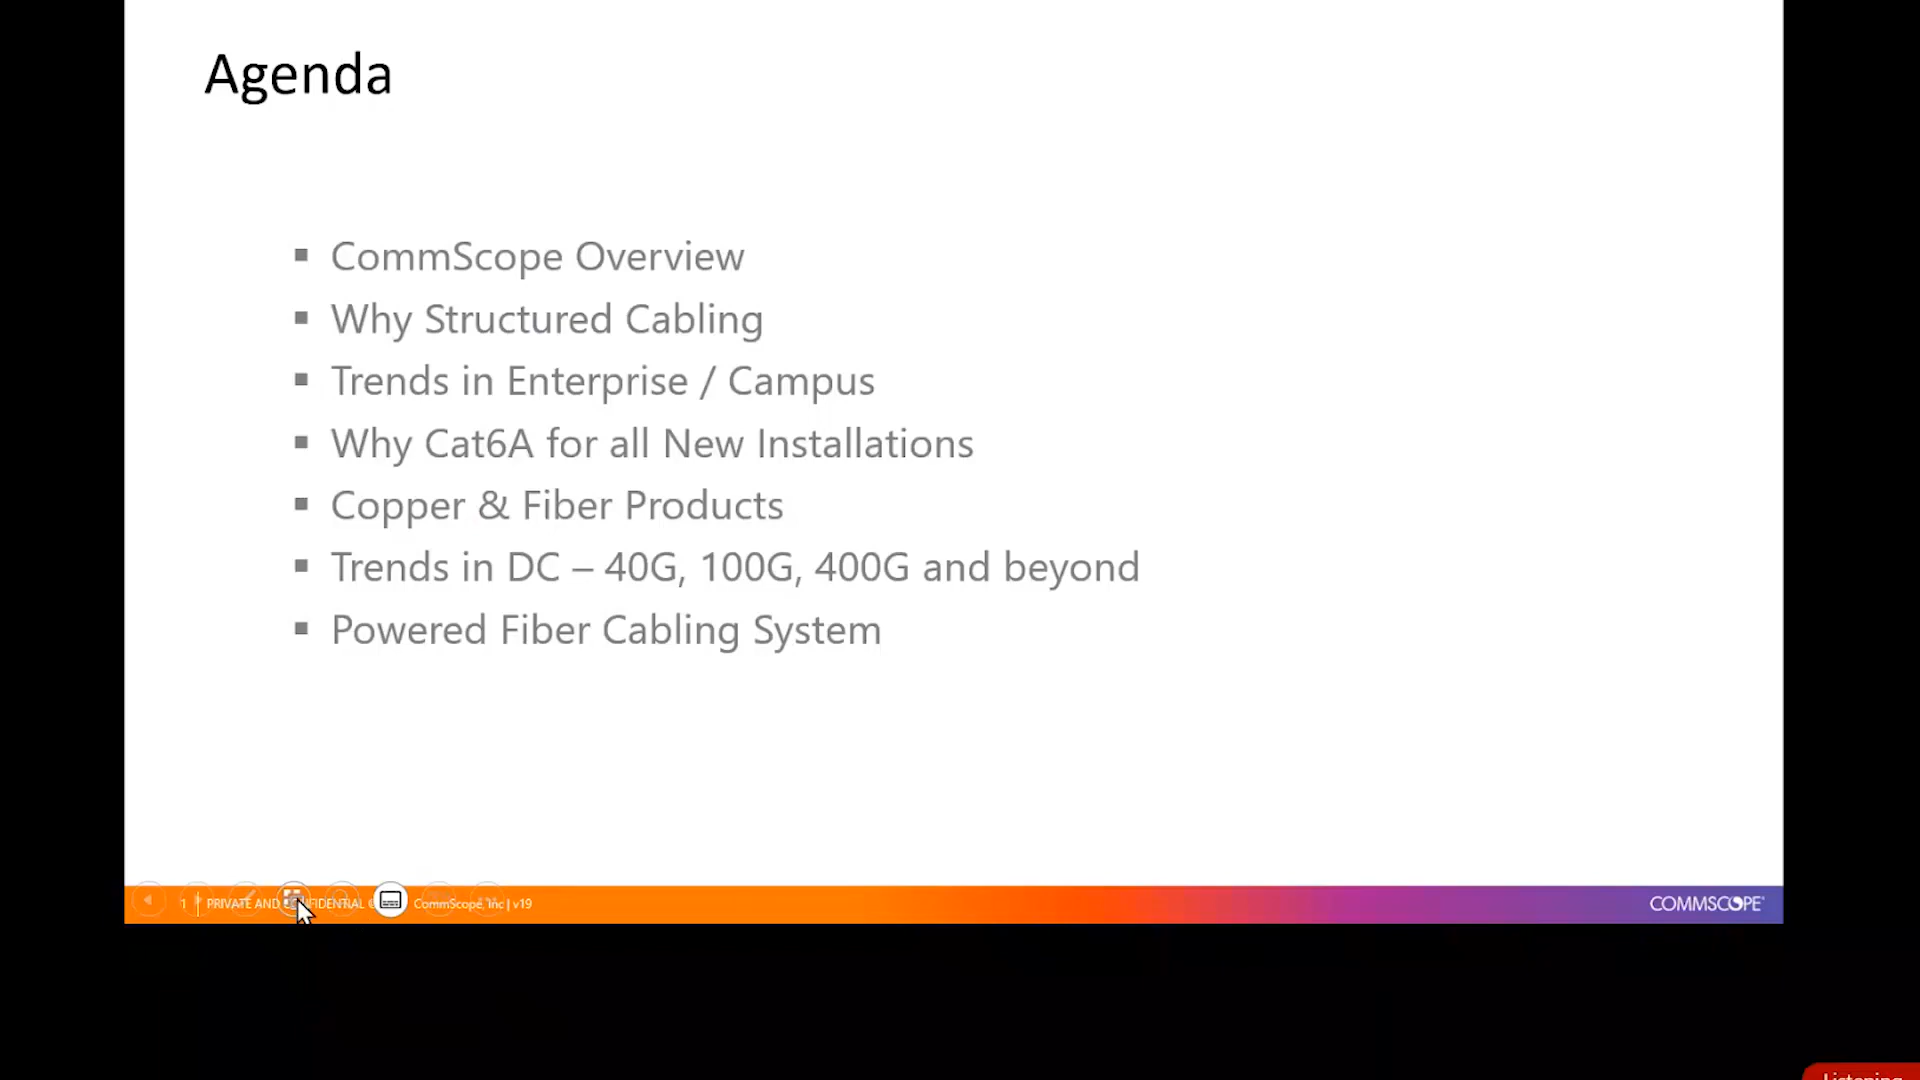 Agenda
▪ CommScope Overview
▪ Why Structured Cabling
▪ Trends in Enterprise / Campus
▪ Why Cat6A for all New Installations
▪ Copper & Fiber Products
▪ Trends in DC – 40G, 100G, 400G and beyond
▪ Powered Fiber Cabling System
1 | PRIVATE AND CommScope, Inc | v19
COMMSCOPE